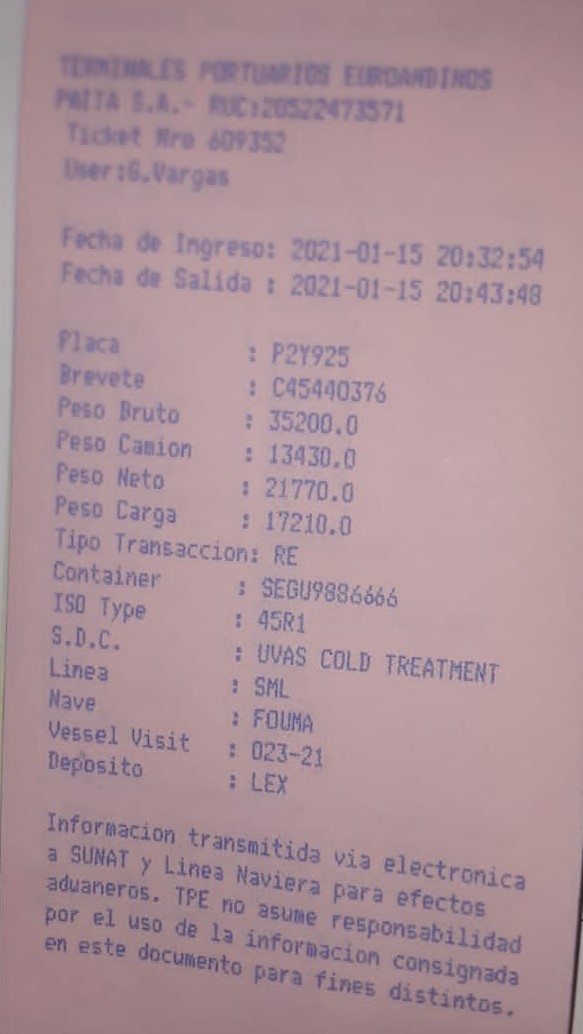 TERMINALES PORTUARIOS EUROANDINOS
PAITA S.A.- RUC:20522473571
Ticket Nro 609352
User:G.Vargas
Fecha de Ingreso: 2021-01-15 20:32:54
Fecha de Salida : 2021-01-15 20:43:48
Placa : P2Y925
Brevete : C45440376
Peso Bruto : 35200.0
Peso Camion : 13430.0
Peso Neto : 21770.0
Peso Carga : 17210.0
Tipo Transaccion: RE
Container : SEGU9886666
ISO Type : 45R1
S.D.C. : UVAS COLD TREATMENT
Linea : SML
Nave : FOUMA
Vessel Visit : 023-21
Deposito : LEX
Informacion transmitida via electronica
a SUNAT y Linea Naviera para efectos
aduaneros. TPE no asume responsabilidad
por el uso de la informacion consignada
en este documento para fines distintos.